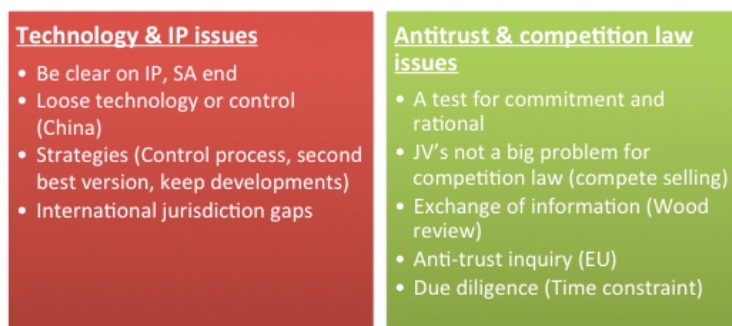 Technology & IP issues
• Be clear on IP, SA end
• Loose technology or control
(China)
• Strategies (Control process, second
best version, keep developments)
• International jurisdiction gaps
Antitrust & competition law
issues
• A test for commitment and
rational
• JV's not a big problem for
competition law (compete selling)
• Exchange of information (Wood
review)
• Anti-trust inquiry (EU)
• Due diligence (Time constraint)